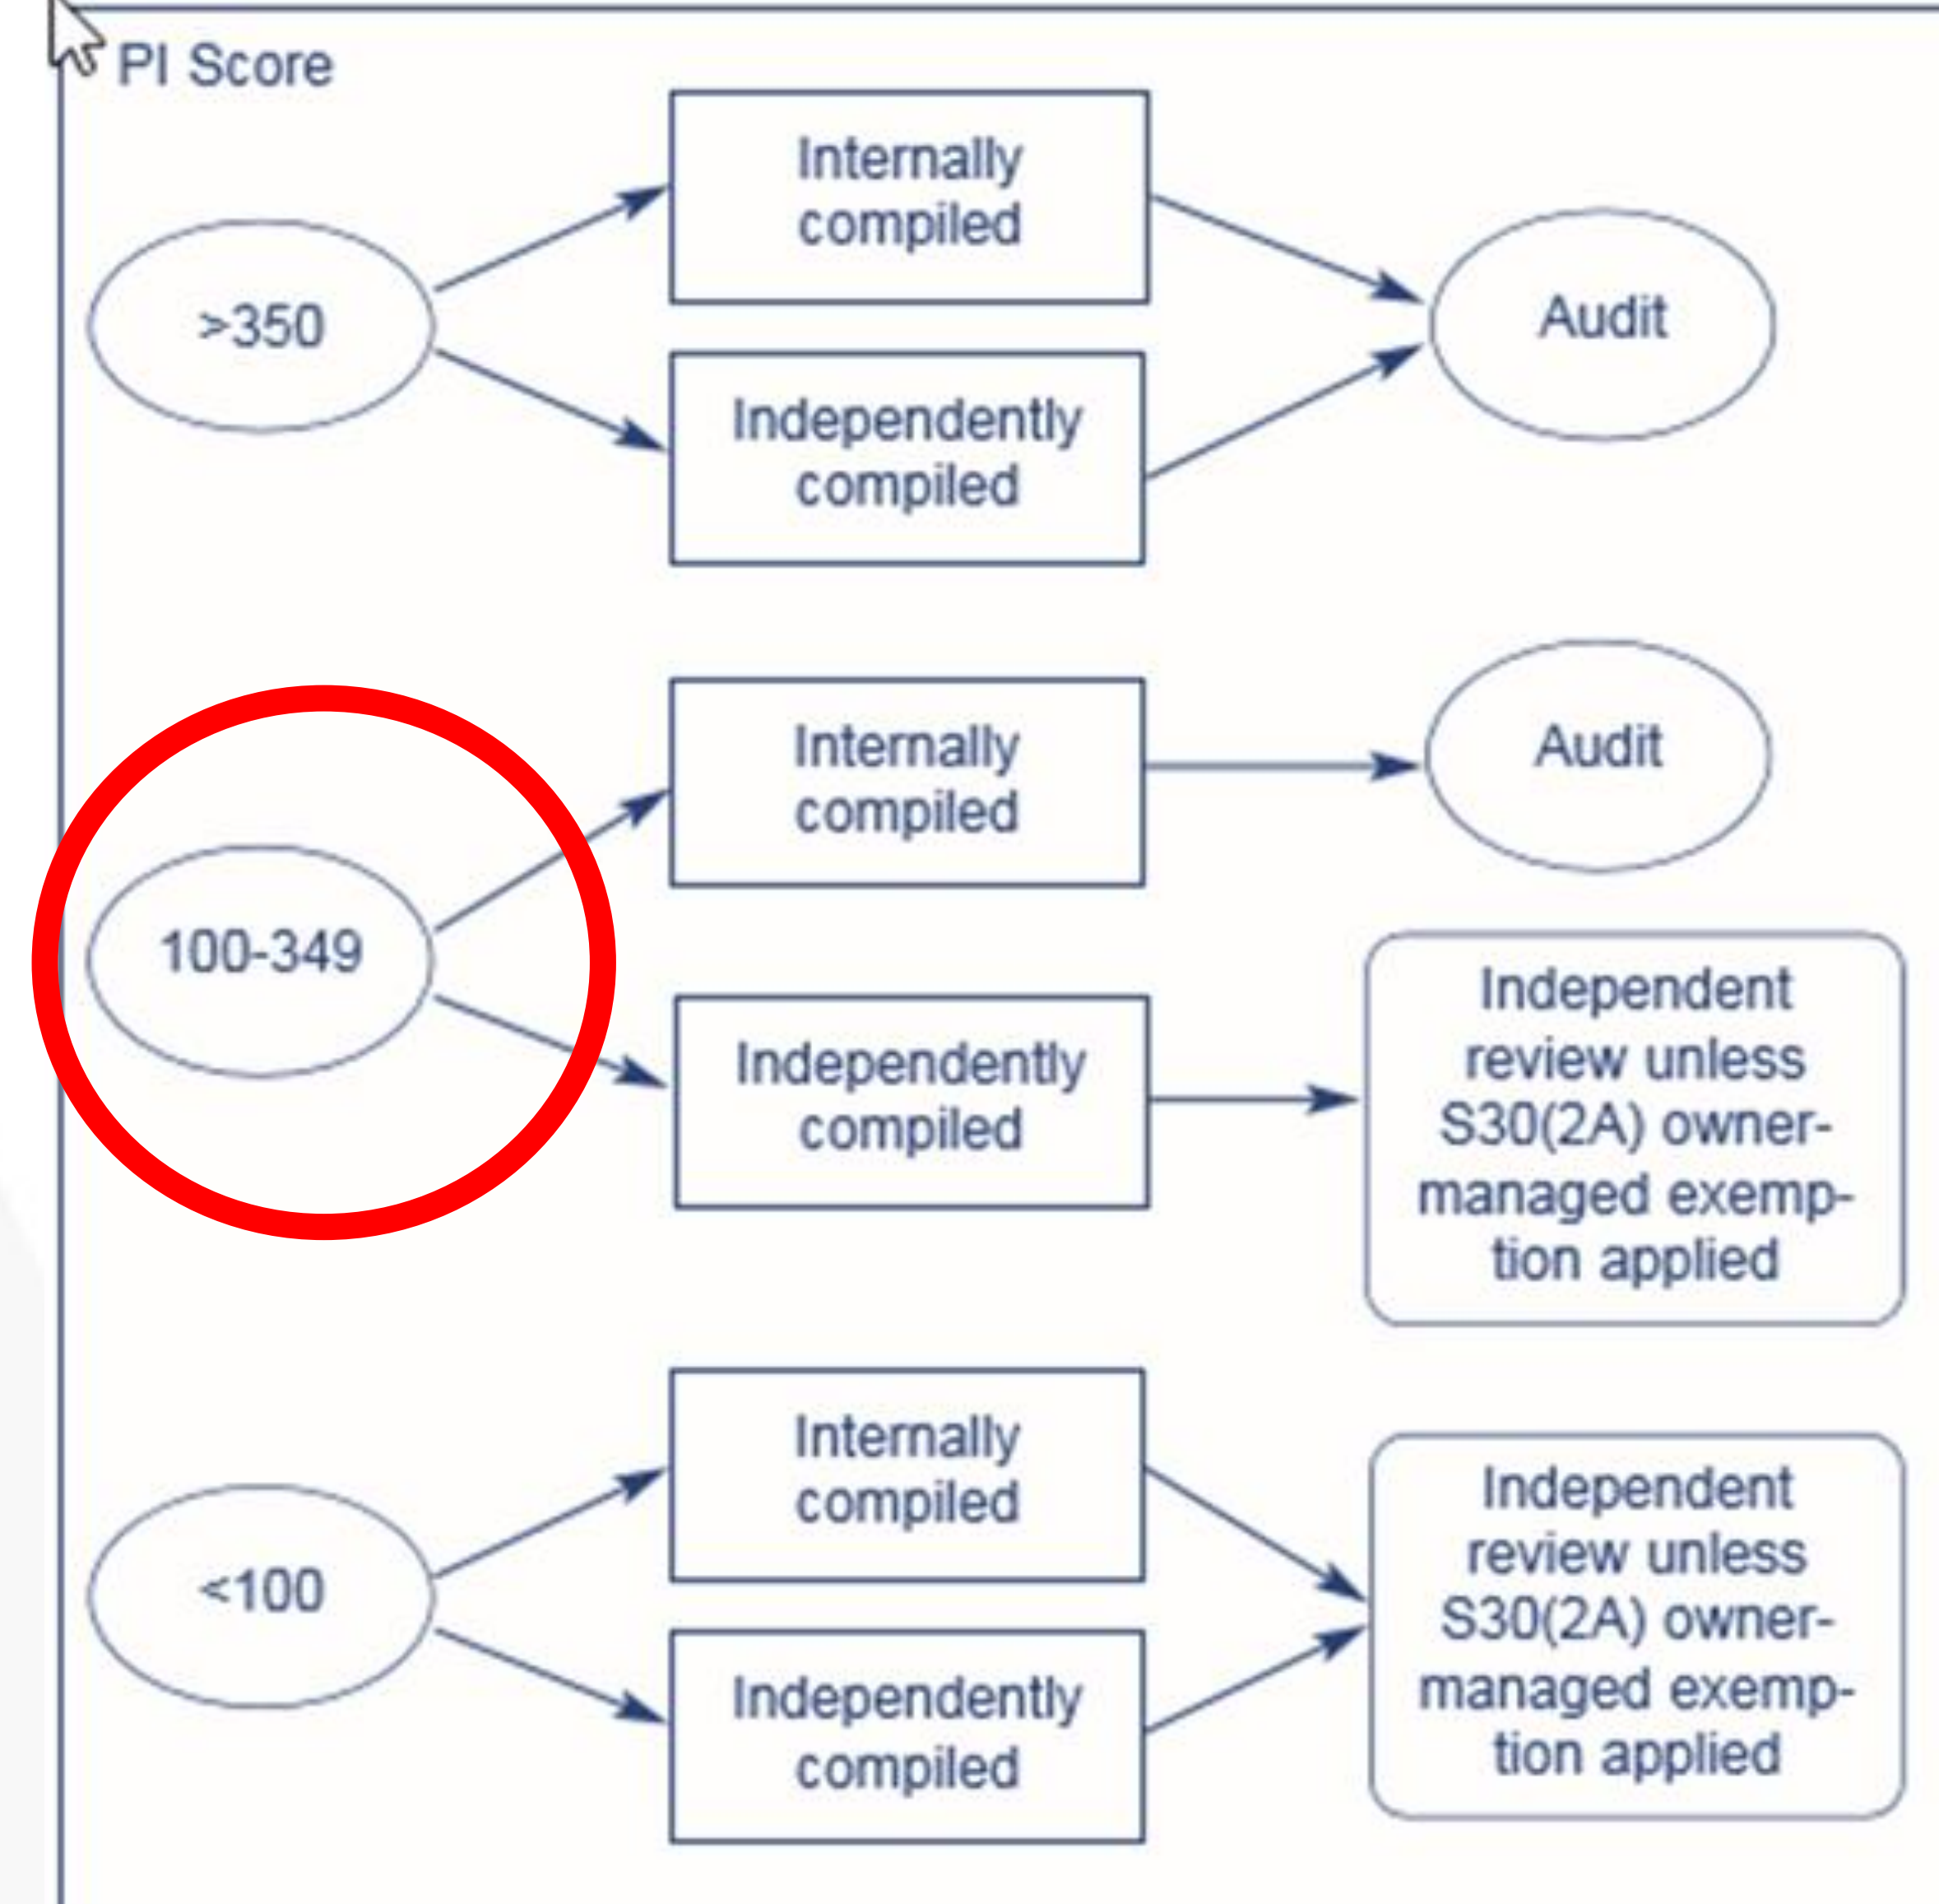 PI Score
>350
Internally
compiled
Independently
compiled
Audit
100-349
Internally
compiled
Audit
Independently
compiled
Independent
review unless
S30(2A) owner-
managed exemp-
tion applied
<100
Internally
compiled
Independently
compiled
Independent
review unless
S30(2A) owner-
managed exemp-
tion applied